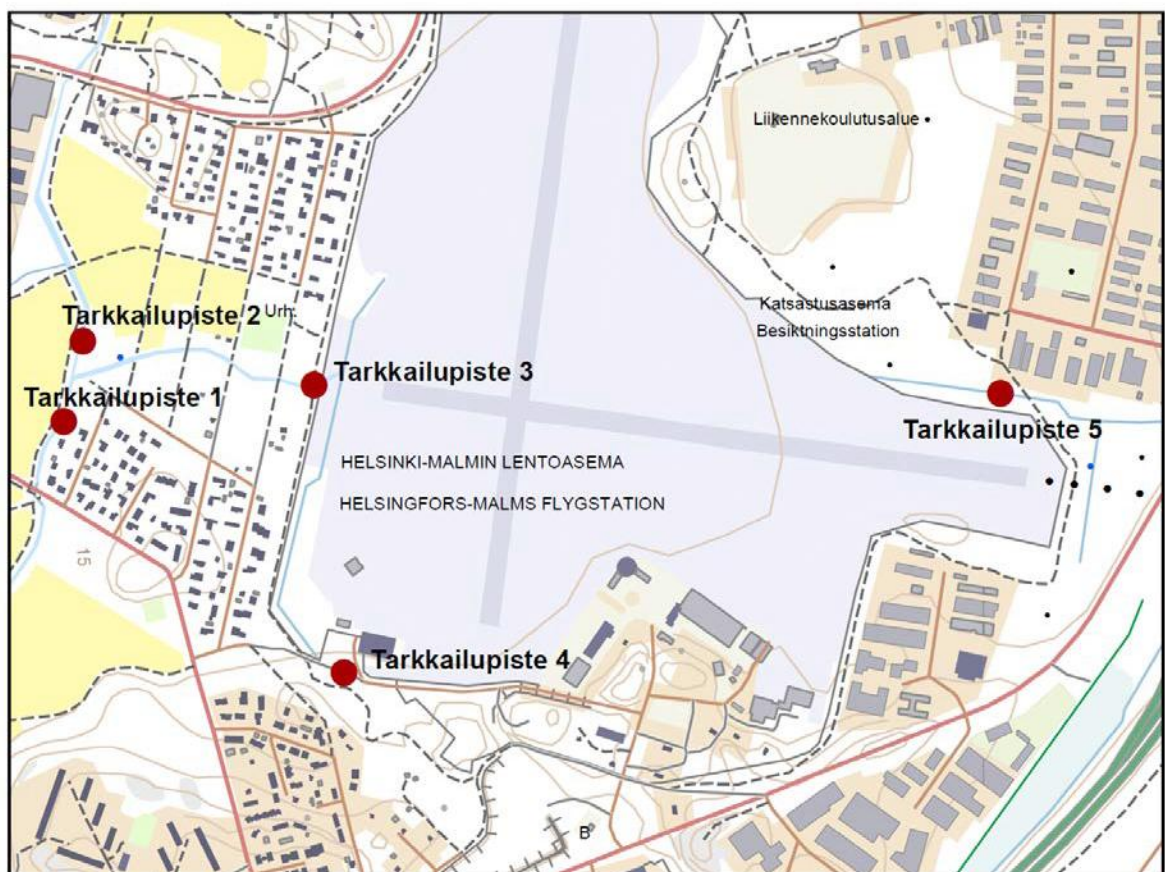 Liikennekoulutusalue
Katsastusasema
Besiktningsstation
Urh.
Tarkkailupiste 2
Tarkkailupiste 3
Tarkkailupiste 1
Tarkkailupiste 5
HELSINKI-MALMIN LENTOASEMA
HELSINGFORS-MALMS FLYGSTATION
15
Tarkkailupiste 4
B